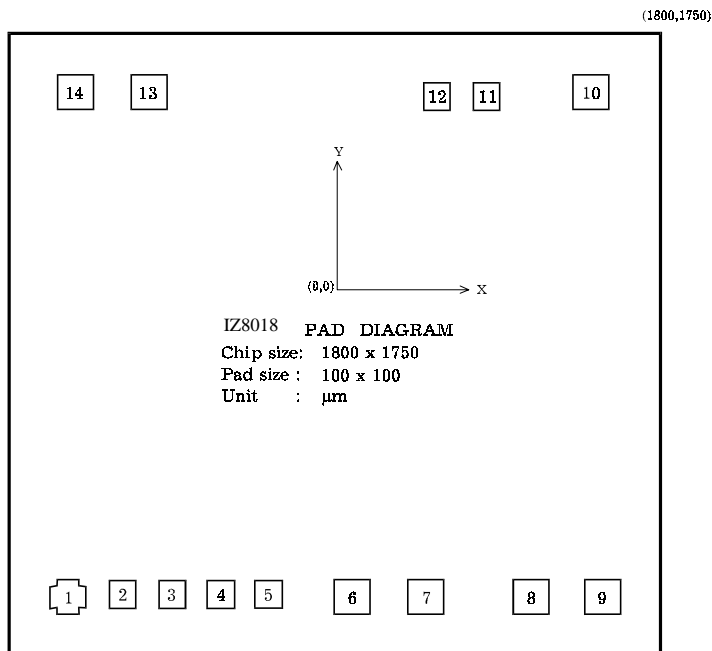 (1800,1750)
14 13 12 11 10
Y
(0,0) X
IZ8018 PAD DIAGRAM
Chip size: 1800 x 1750
Pad size : 100 x 100
Unit : µm
1 2 3 4 5 6 7 8 9